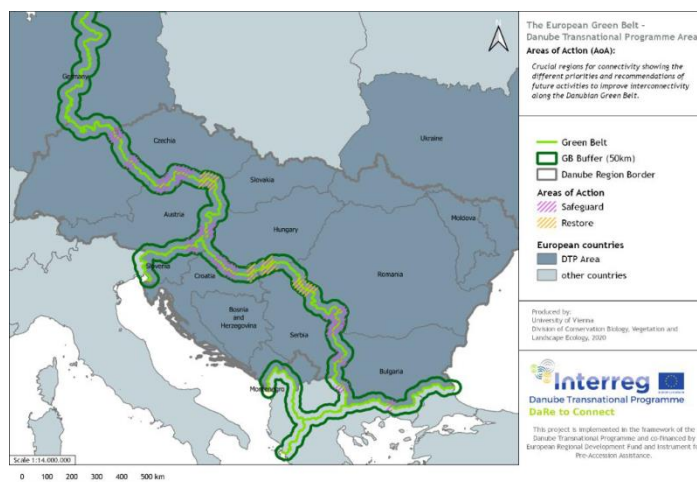 The European Green Belt –
Danube Transnational Programme Area
Areas of Action (AoA):
Crucial regions for connectivity showing the
different priorities and recommendations of
future activities to improve interconnectivity
along the Danubian Green Belt.
N
Green Belt
GB Buffer (50km)
Danube Region Border
Areas of Action
Safeguard
Restore
European countries
DTP Area
other countries
Produced by:
University of Vienna
Division of Conservation Biology, Vegetation and
Landscape Ecology, 2020
Interreg
Danube Transnational Programme
DaRe to Connect
This project is implemented in the framework of the
Danube Transnational Programme and co-financed by
European Regional Development Fund and Instrument fo
Pre-Accession Assistance.
Germany
Czechia
Ukraine
Slovakia
Moldova
Austria
Hungary
Slovenia
Croatia
Romania
Bosnia
and
Herzegovina
Serbia
Montenegro
Bulgaria
Scale 1:14.000.000
0 100 200 300 400 500 km